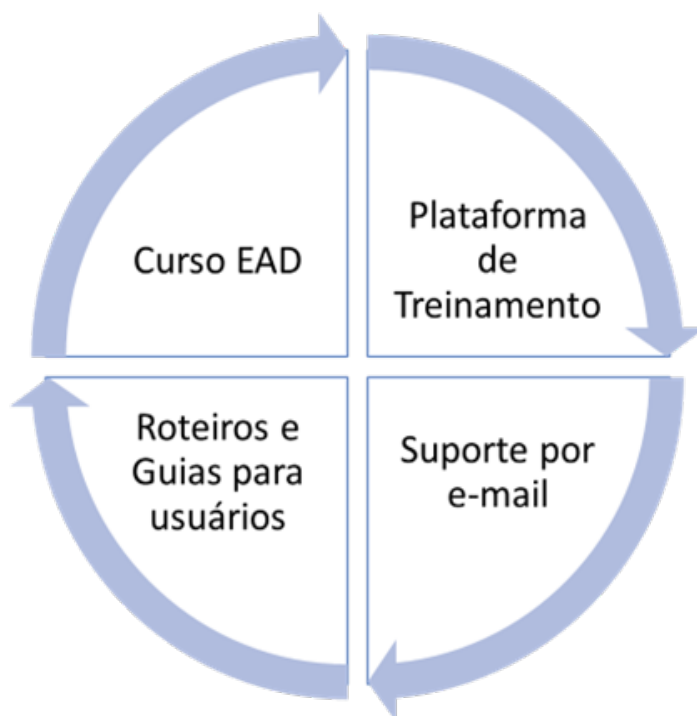 Curso EAD
Plataforma
de
Treinamento
Roteiros e
Guias para
usuários
Suporte por
e-mail